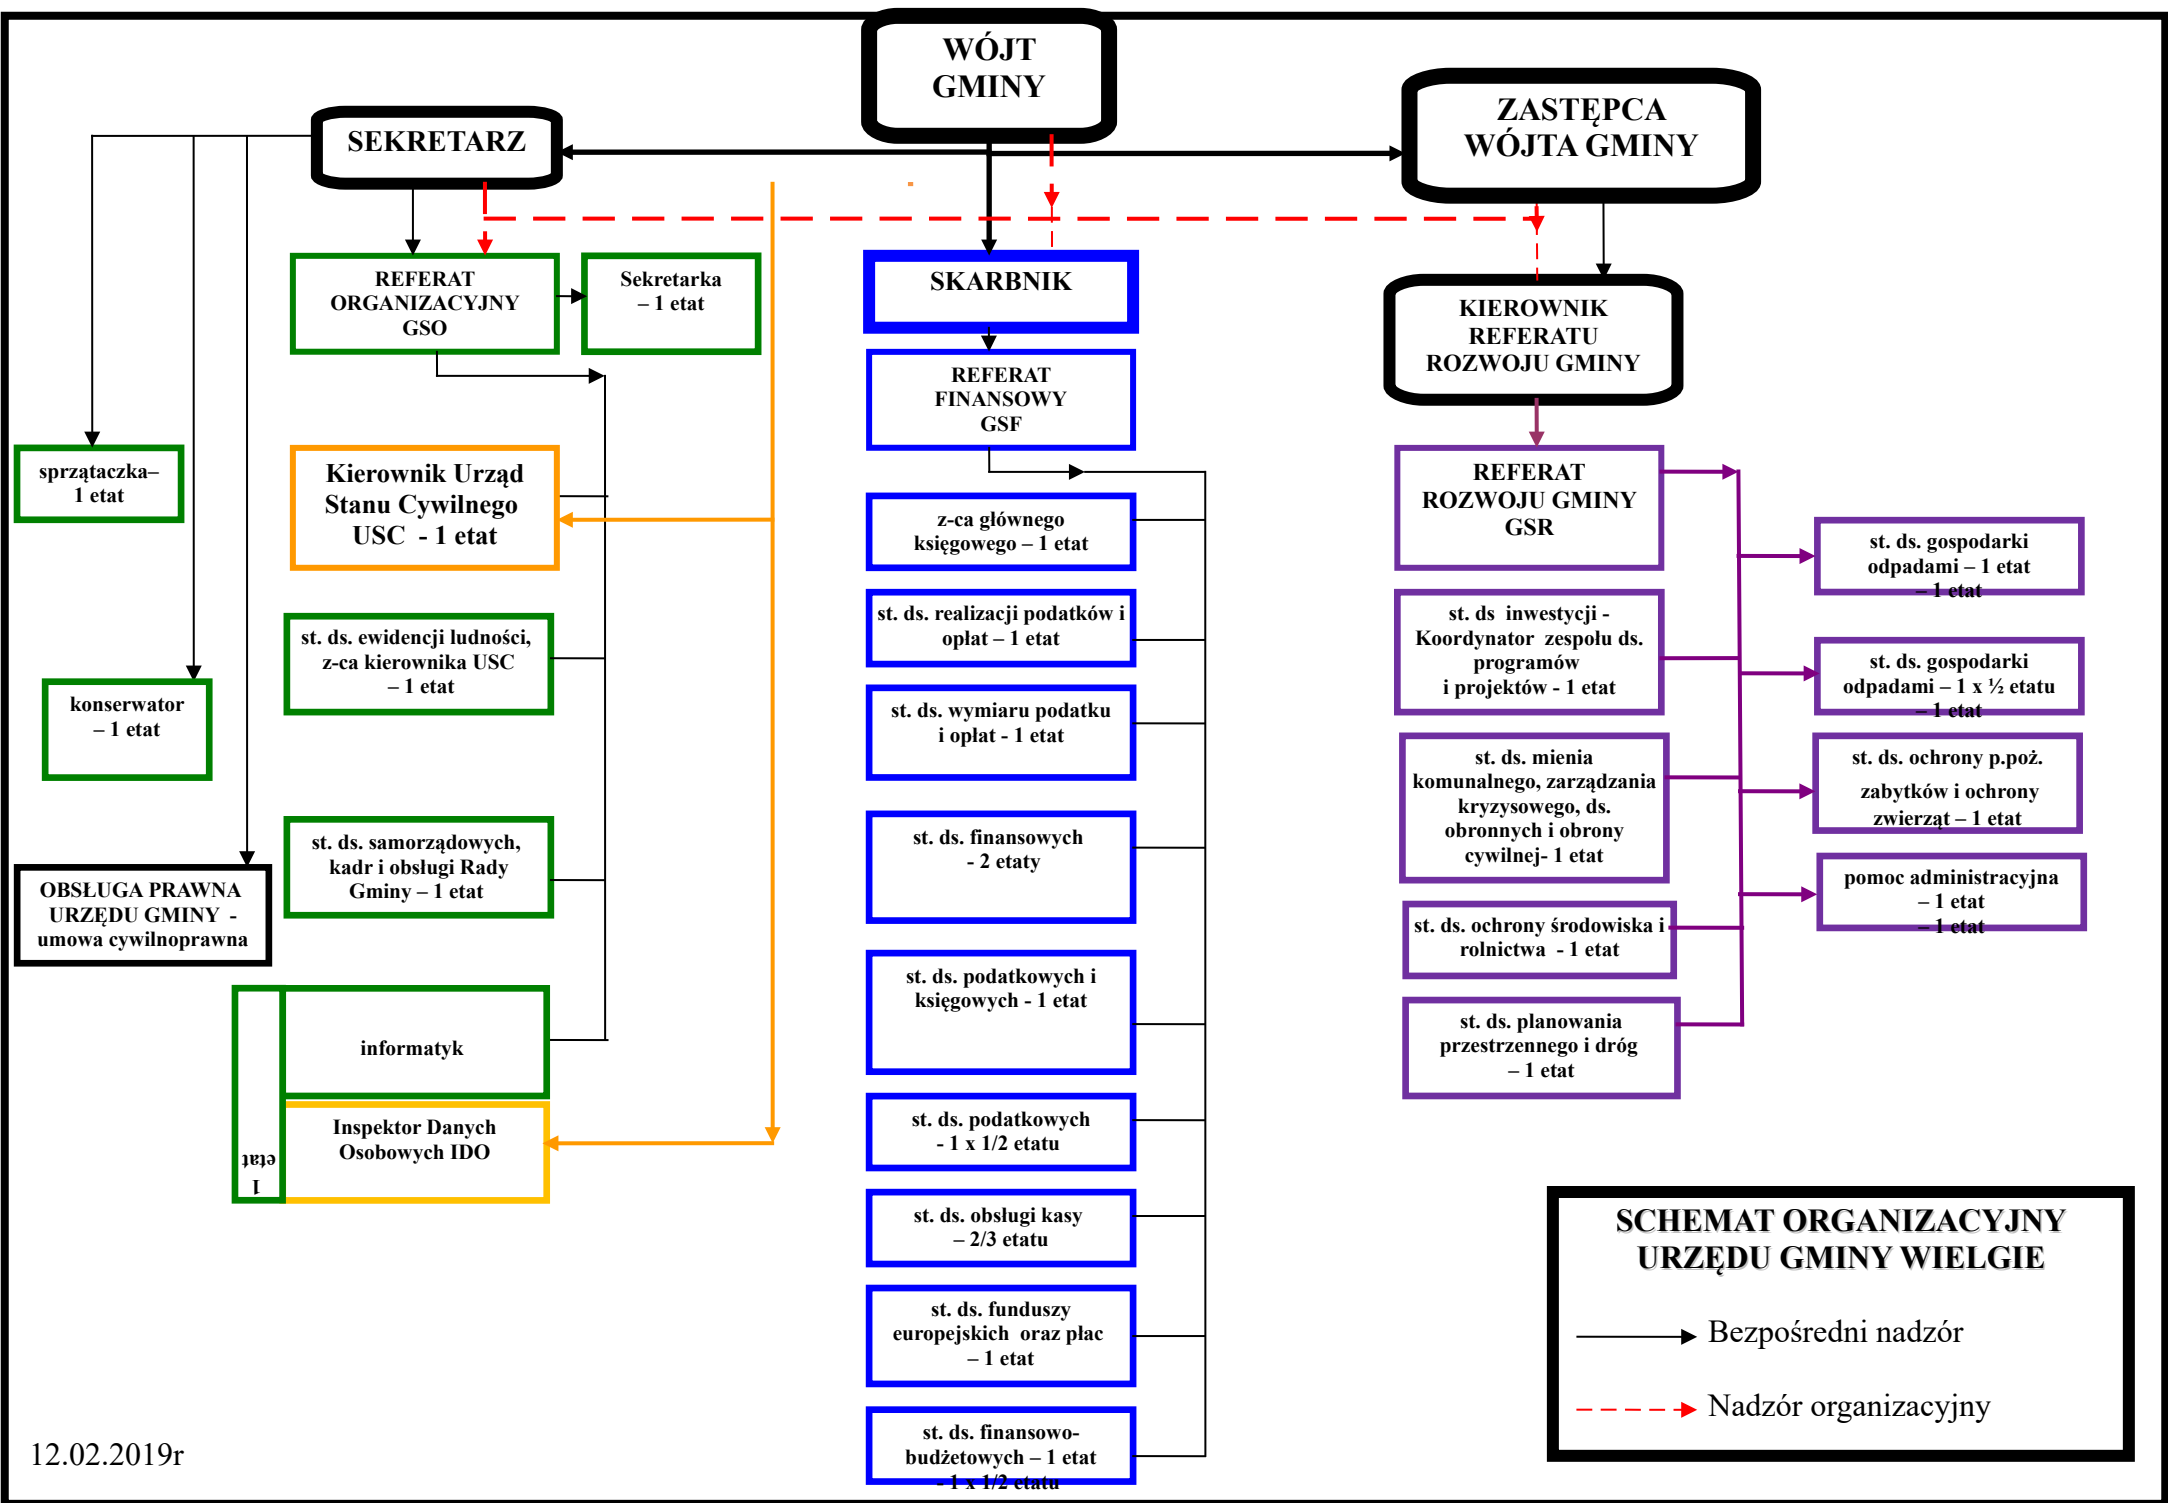 WÓJT
GMINY
ZASTĘPCA
WÓJTA GMINY
SEKRETARZ
REFERAT
ORGANIZACYJNY
GSO
Sekretarka
– 1 etat
SKARBNIK
KIEROWNIK
REFERATU
ROZWOJU GMINY
REFERAT
FINANSOWY
GSF
sprzątaczka–
1 etat
Kierownik Urząd
Stanu Cywilnego
USC - 1 etat
REFERAT
ROZWOJU GMINY
GSR
z-ca głównego
księgowego – 1 etat
st. ds. gospodarki
odpadami – 1 etat
– 1 etat
st. ds. ewidencji ludności,
z-ca kierownika USC
– 1 etat
st. ds. realizacji podatków i
opłat – 1 etat
st. ds inwestycji -
Koordynator zespołu ds.
programów
i projektów - 1 etat
st. ds. gospodarki
odpadami – 1 x ½ etatu
– 1 etat
konserwator
– 1 etat
st. ds. wymiaru podatku
i opłat - 1 etat
st. ds. mienia
komunalnego, zarządzania
kryzysowego, ds.
obronnych i obrony
cywilnej- 1 etat
st. ds. ochrony p.poż.
zabytków i ochrony
zwierząt – 1 etat
st. ds. samorządowych,
kadr i obsługi Rady
Gminy – 1 etat
st. ds. finansowych
- 2 etaty
OBSŁUGA PRAWNA
URZĘDU GMINY -
umowa cywilnoprawna
pomoc administracyjna
– 1 etat
– 1 etat
st. ds. ochrony środowiska i
rolnictwa - 1 etat
st. ds. podatkowych i
księgowych - 1 etat
st. ds. planowania
przestrzennego i dróg
– 1 etat
informatyk
1
etat
Inspektor Danych
Osobowych IDO
st. ds. podatkowych
- 1 x 1/2 etatu
st. ds. obsługi kasy
– 2/3 etatu
st. ds. funduszy
europejskich oraz płac
– 1 etat
st. ds. finansowo-
budżetowych – 1 etat
- 1 x 1/2 etatu
SCHEMAT ORGANIZACYJNY
URZĘDU GMINY WIELGIE
Bezpośredni nadzór
Nadzór organizacyjny
12.02.2019r